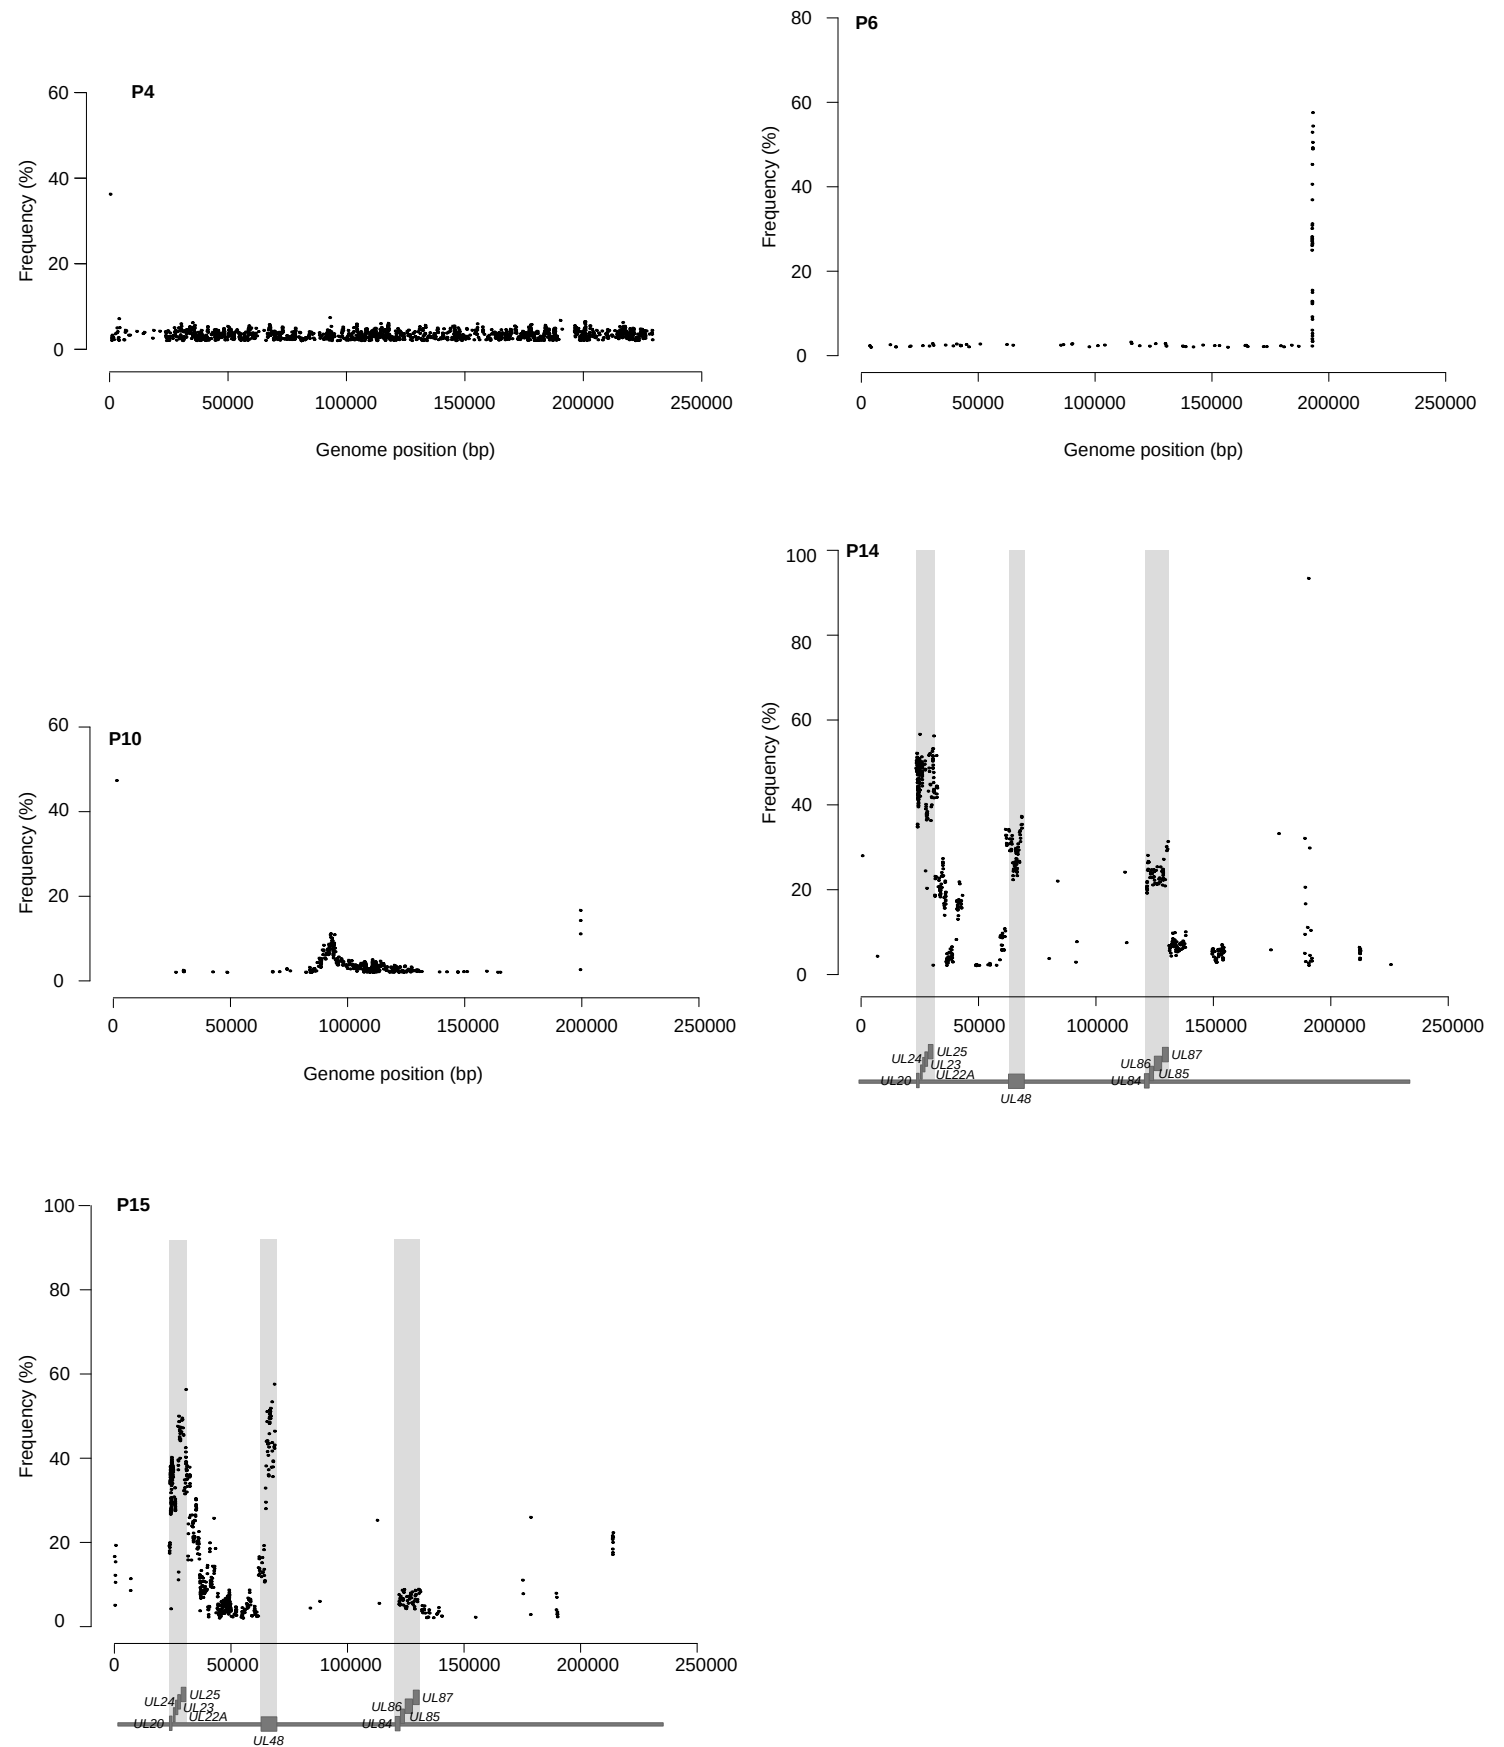 P4
60
40
20
0
Frequency (%)
0 50000 100000 150000 200000 250000
Genome position (bp)
P6
80
60
40
20
0
Frequency (%)
0 50000 100000 150000 200000 250000
Genome position (bp)
P10
60
40
20
0
Frequency (%)
0 50000 100000 150000 200000 250000
Genome position (bp)
P14
100
80
60
40
20
0
Frequency (%)
0 50000 100000 150000 200000 250000
UL25
UL24
UL23
UL22A
UL20
UL48
UL87
UL86
UL85
UL84
P15
100
80
60
40
20
0
Frequency (%)
0 50000 100000 150000 200000 250000
UL25
UL24
UL23
UL22A
UL20
UL48
UL87
UL86
UL85
UL84